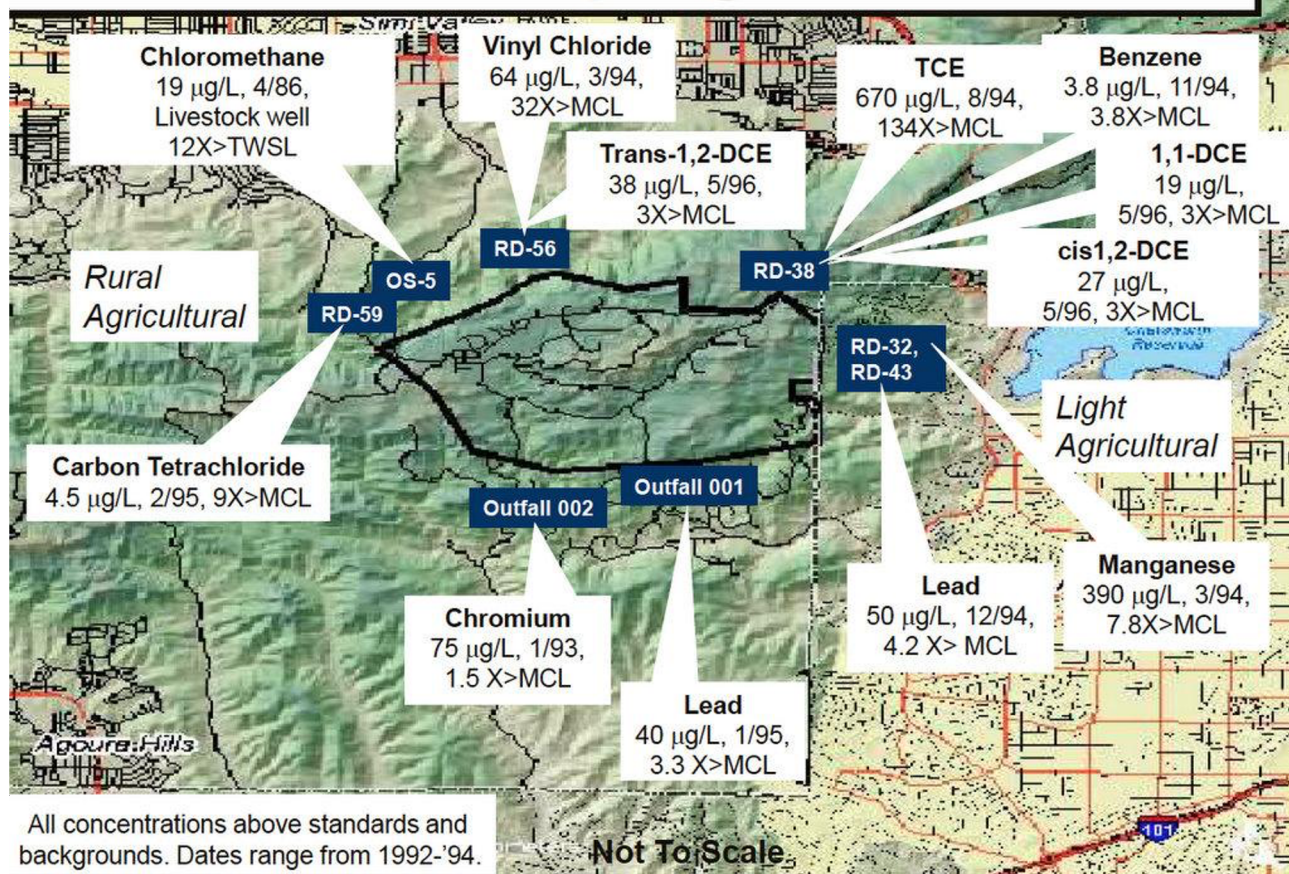 Simi Valley
Chloromethane
19 µg/L, 4/86,
Livestock well
12X>TWSL
Vinyl Chloride
64 µg/L, 3/94,
32X>MCL
TCE
670 µg/L, 8/94,
134X>MCL
Benzene
3.8 µg/L, 11/94,
3.8X>MCL
Trans-1,2-DCE
38 µg/L, 5/96,
3X>MCL
1,1-DCE
19 µg/L,
5/96, 3X>MCL
cis1,2-DCE
27 µg/L,
5/96, 3X>MCL
RD-56
RD-38
OS-5
RD-59
Rural
Agricultural
RD-32,
RD-43
Reservoir
Light
Agricultural
Carbon Tetrachloride
4.5 µg/L, 2/95, 9X>MCL
Outfall 002
Outfall 001
Chromium
75 µg/L, 1/93,
1.5 X>MCL
Lead
40 µg/L, 1/95,
3.3 X>MCL
Lead
50 µg/L, 12/94,
4.2 X> MCL
Manganese
390 µg/L, 3/94,
7.8X>MCL
Agoura Hills
101
All concentrations above standards and
backgrounds. Dates range from 1992-'94.
Not To Scale